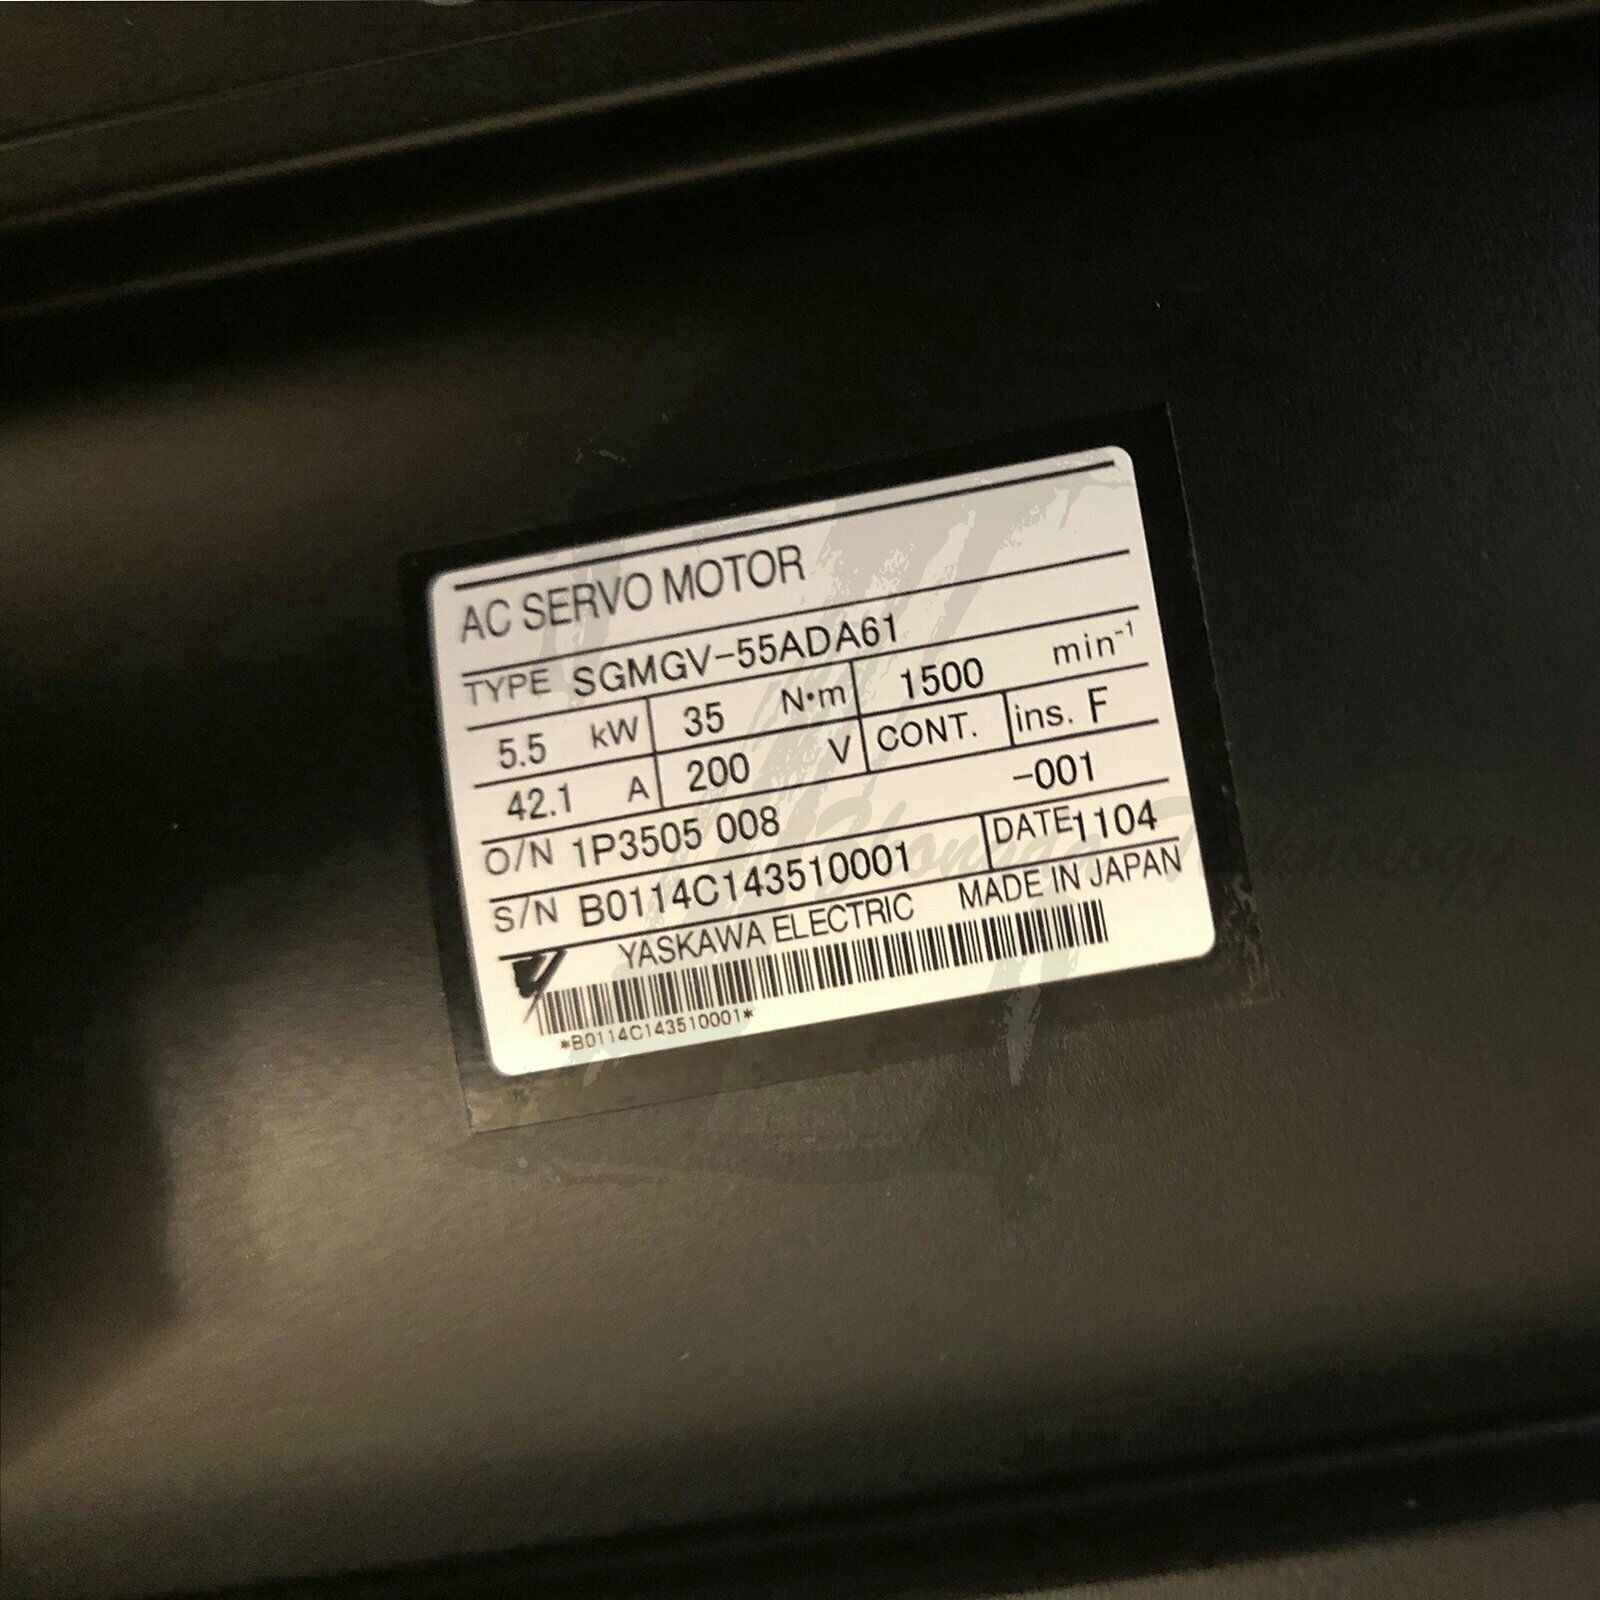 AC SERVO MOTOR
TYPE SGMGV-55ADA61
5.5 kW 35 N·m 1500 min⁻¹
42.1 A 200 V CONT. ins. F
O/N 1P3505 008 -001
S/N B0114C143510001 DATE 1104
YASKAWA ELECTRIC MADE IN JAPAN
*B0114C143510001*